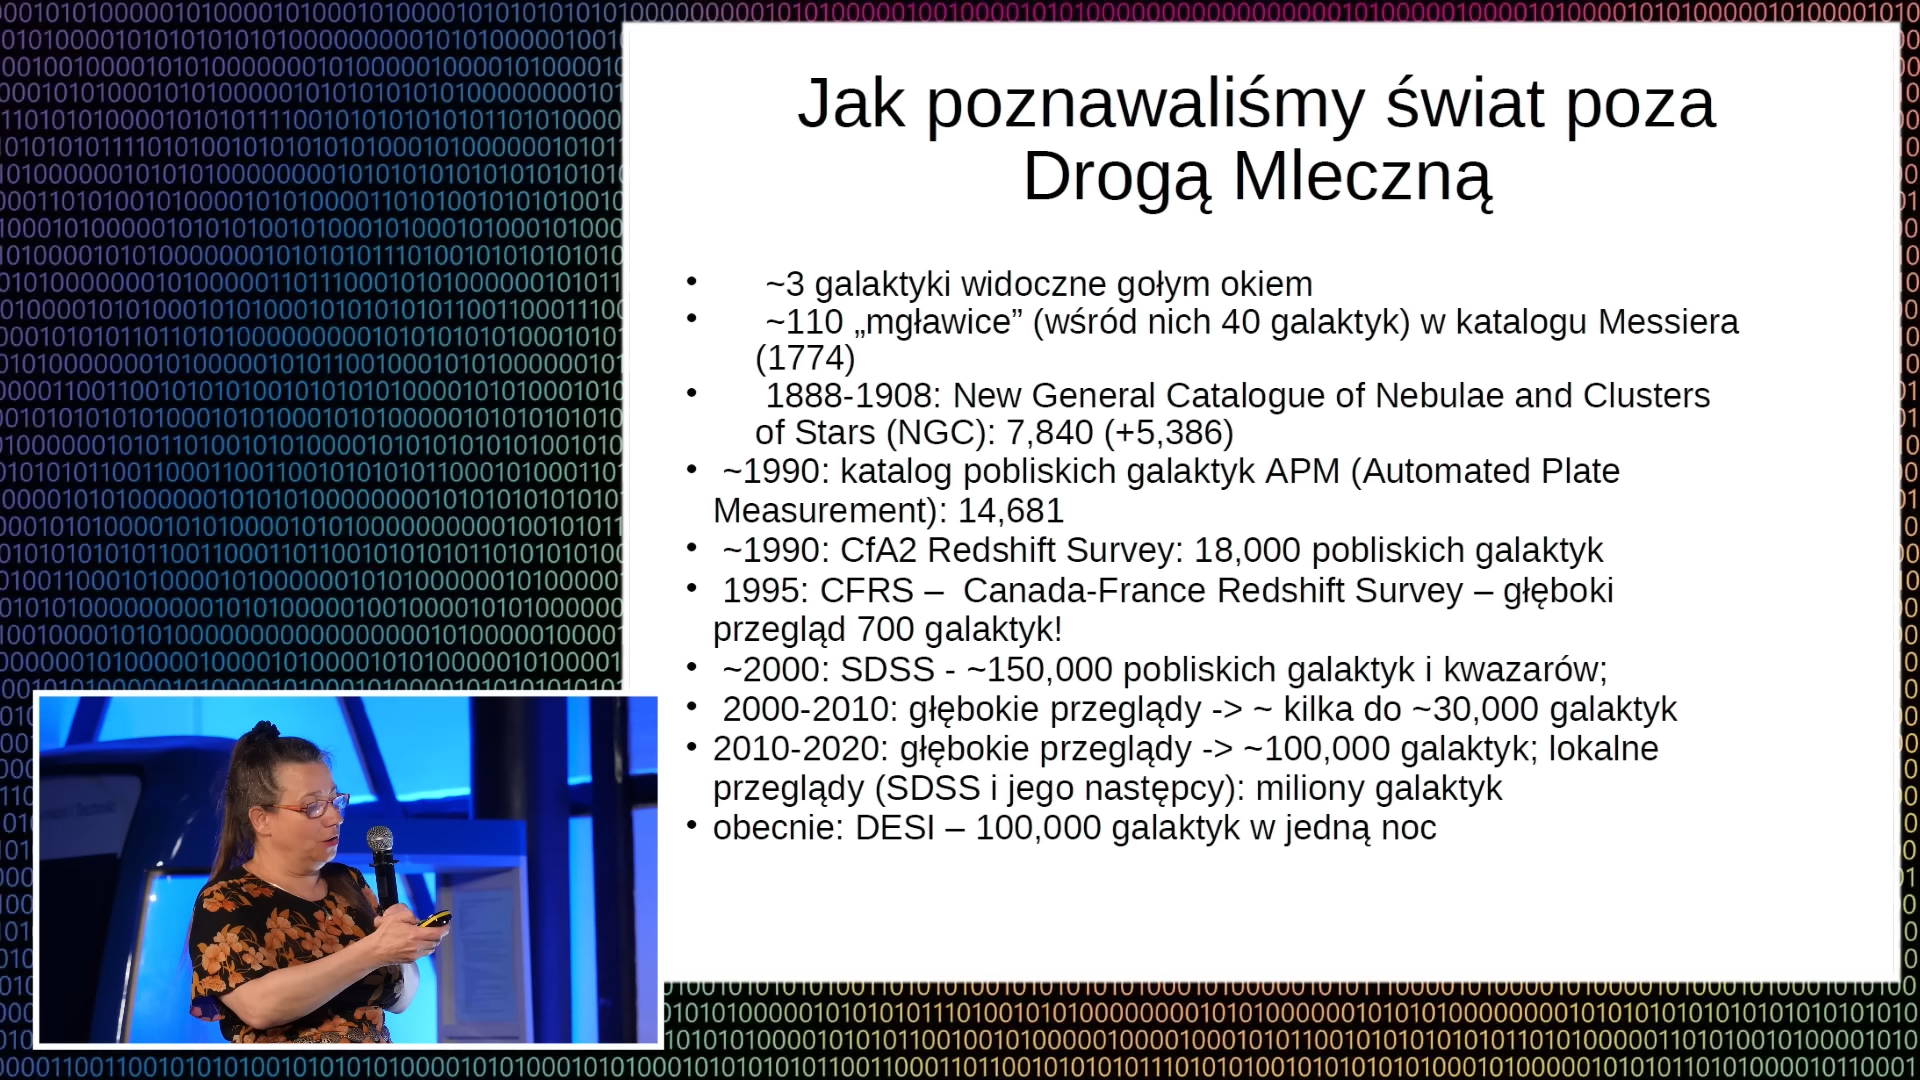 Jak poznawaliśmy świat poza
Drogą Mleczną
• ~3 galaktyki widoczne gołym okiem
• ~110 „mgławice” (wśród nich 40 galaktyk) w katalogu Messiera
(1774)
• 1888-1908: New General Catalogue of Nebulae and Clusters
of Stars (NGC): 7,840 (+5,386)
• ~1990: katalog pobliskich galaktyk APM (Automated Plate
Measurement): 14,681
• ~1990: CfA2 Redshift Survey: 18,000 pobliskich galaktyk
• 1995: CFRS – Canada-France Redshift Survey – głęboki
przegląd 700 galaktyk!
• ~2000: SDSS - ~150,000 pobliskich galaktyk i kwazarów;
• 2000-2010: głębokie przeglądy -> ~ kilka do ~30,000 galaktyk
• 2010-2020: głębokie przeglądy -> ~100,000 galaktyk; lokalne
przeglądy (SDSS i jego następcy): miliony galaktyk
• obecnie: DESI – 100,000 galaktyk w jedną noc